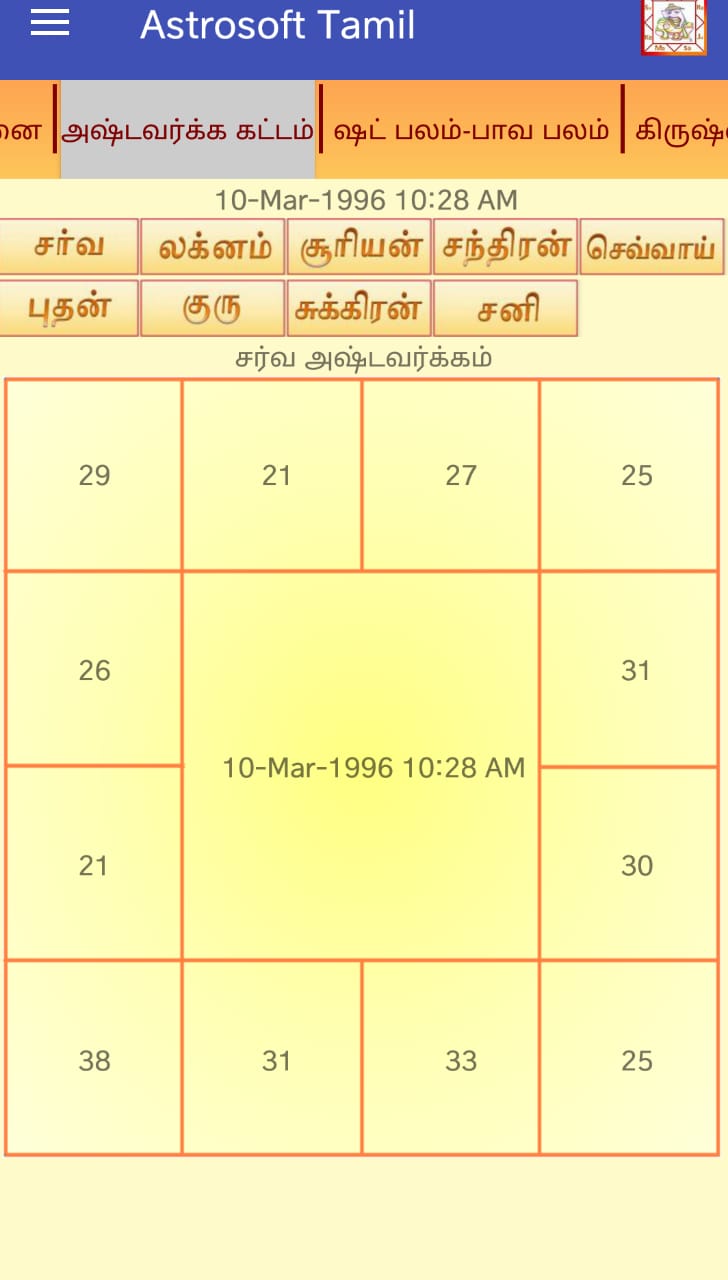 Astrosoft Tamil
அஷ்டவர்க்க கட்டம் ஷட் பலம்-பாவ பலம்
10-Mar-1996 10:28 AM
சர்வ லக்னம் சூரியன் சந்திரன் செவ்வாய்
புதன் குரு சுக்கிரன் சனி
சர்வ அஷ்டவர்க்கம்
29 21 27 25
26 31
10-Mar-1996 10:28 AM
21 30
38 31 33 25